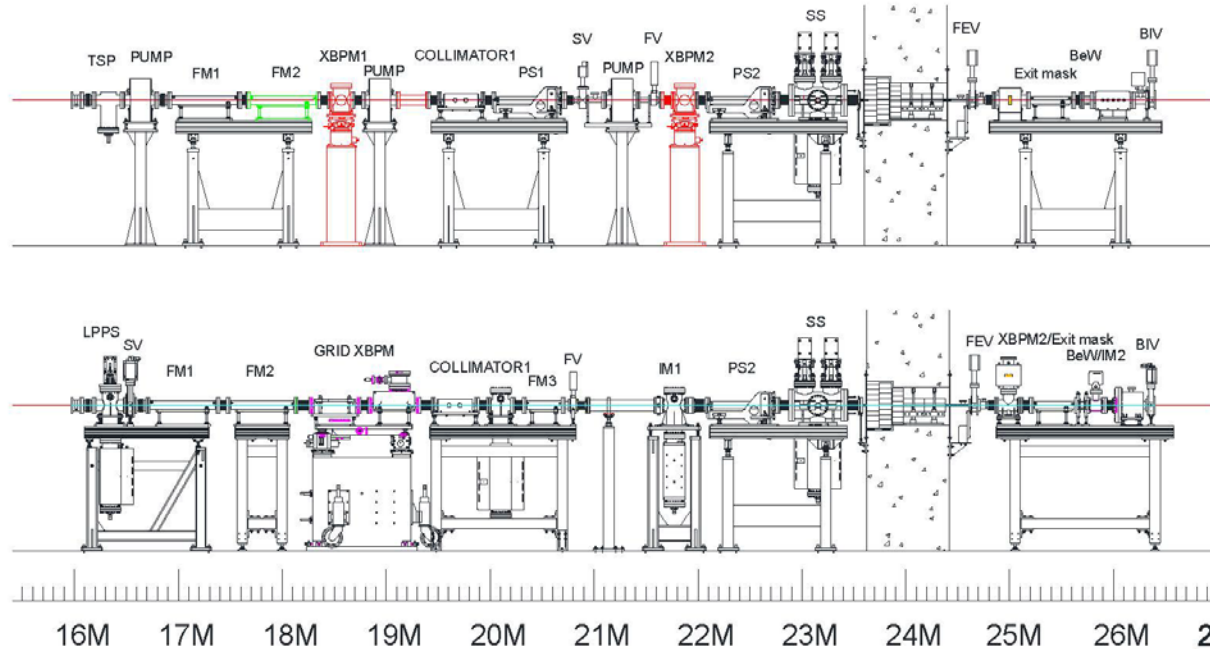 TSP PUMP FM1 FM2 XBPM1 PUMP COLLIMATOR1 PS1 SV PUMP FV XBPM2 PS2 SS FEV Exit mask BeW BIV
LPPS SV FM1 FM2 GRID XBPM COLLIMATOR1 FM3 FV IM1 PS2 SS FEV XBPM2/Exit mask BeW/IM2 BIV
16M 17M 18M 19M 20M 21M 22M 23M 24M 25M 26M 2